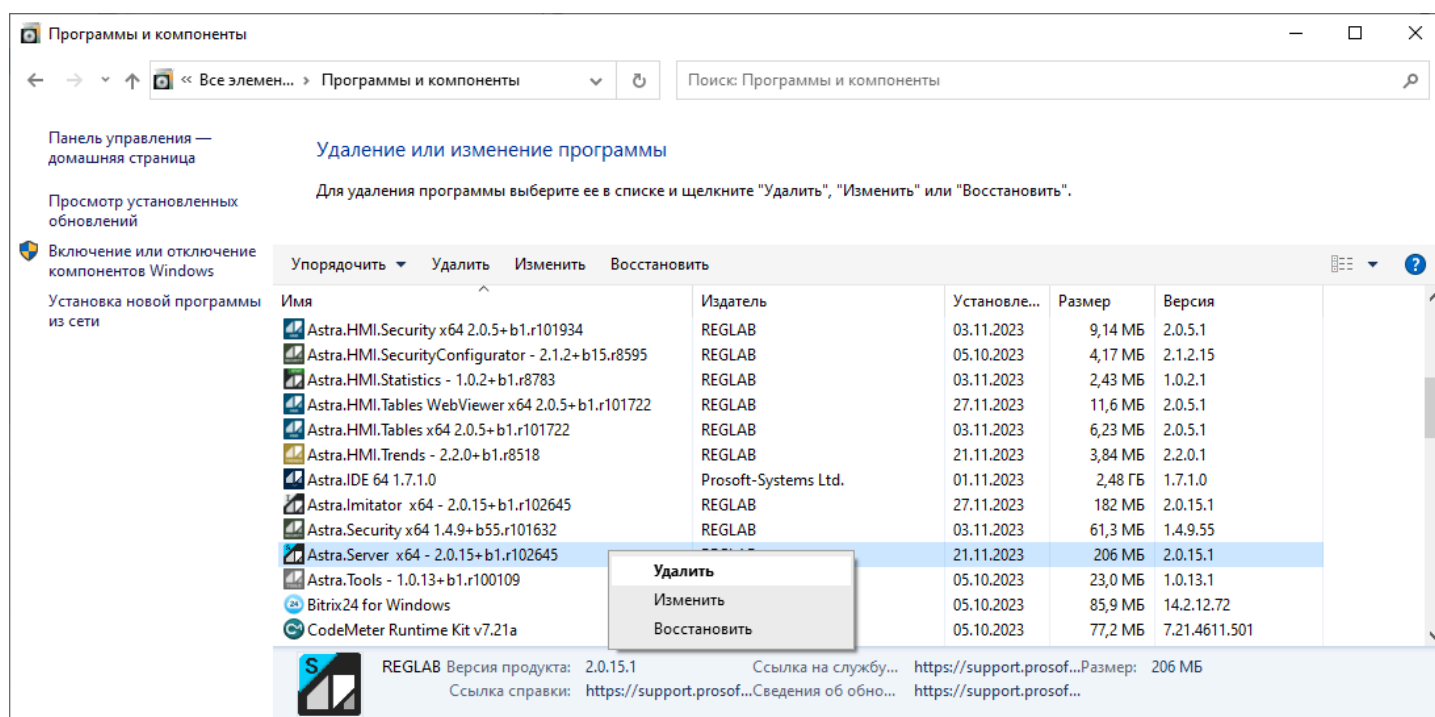 Программы и компоненты
« Все элемен... › Программы и компоненты
Поиск: Программы и компоненты
Панель управления —
домашняя страница
Просмотр установленных
обновлений
Включение или отключение
компонентов Windows
Установка новой программы
из сети
Удаление или изменение программы
Для удаления программы выберите ее в списке и щелкните "Удалить", "Изменить" или "Восстановить".
Упорядочить Удалить Изменить Восстановить ?
Имя Издатель Установле... Размер Версия
Astra.HMI.Security x64 2.0.5+b1.r101934 REGLAB 03.11.2023 9,14 МБ 2.0.5.1
Astra.HMI.SecurityConfigurator - 2.1.2+b15.r8595 REGLAB 05.10.2023 4,17 МБ 2.1.2.15
Astra.HMI.Statistics - 1.0.2+b1.r8783 REGLAB 03.11.2023 2,43 МБ 1.0.2.1
Astra.HMI.Tables WebViewer x64 2.0.5+b1.r101722 REGLAB 27.11.2023 11,6 МБ 2.0.5.1
Astra.HMI.Tables x64 2.0.5+b1.r101722 REGLAB 03.11.2023 6,23 МБ 2.0.5.1
Astra.HMI.Trends - 2.2.0+b1.r8518 REGLAB 21.11.2023 3,84 МБ 2.2.0.1
Astra.IDE 64 1.7.1.0 Prosoft-Systems Ltd. 01.11.2023 2,48 ГБ 1.7.1.0
Astra.Imitator x64 - 2.0.15+b1.r102645 REGLAB 27.11.2023 182 МБ 2.0.15.1
Astra.Security x64 1.4.9+b55.r101632 REGLAB 03.11.2023 61,3 МБ 1.4.9.55
Astra.Server x64 - 2.0.15+b1.r102645 21.11.2023 206 МБ 2.0.15.1
Astra.Tools - 1.0.13+b1.r100109 05.10.2023 23,0 МБ 1.0.13.1
Bitrix24 for Windows 05.10.2023 85,9 МБ 14.2.12.72
CodeMeter Runtime Kit v7.21a 05.10.2023 77,2 МБ 7.21.4611.501
Удалить
Изменить
Восстановить
REGLAB Версия продукта: 2.0.15.1 Ссылка на службу... https://support.prosof... Размер: 206 МБ
Ссылка справки: https://support.prosof... Сведения об обно... https://support.prosof...